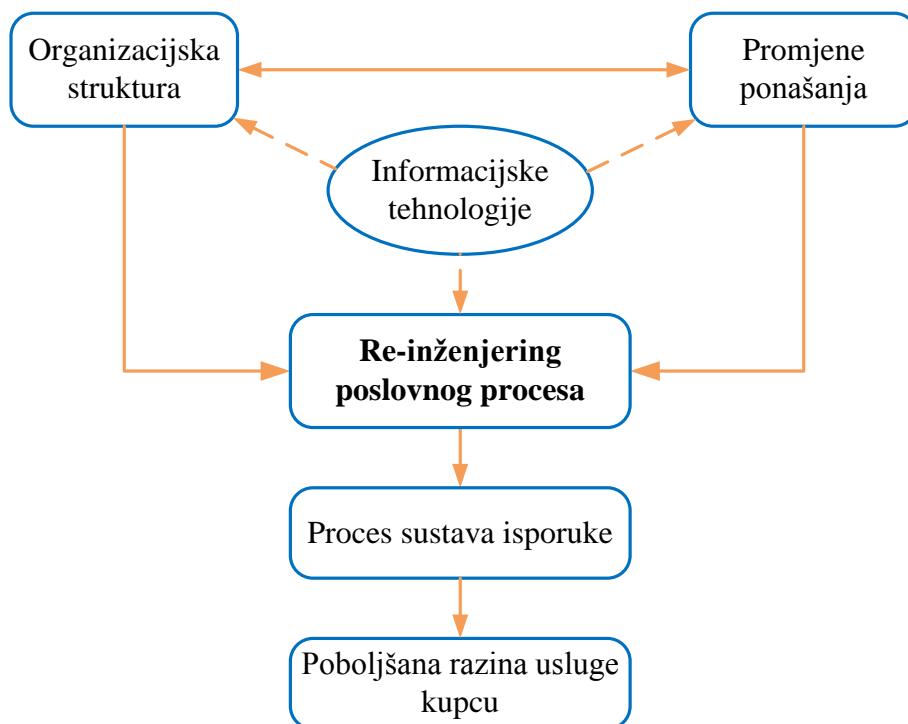 Organizacijska
struktura
Promjene
ponašanja
Informacijske
tehnologije
Re-inženjering
poslovnog procesa
Proces sustava isporuke
Poboljšana razina usluge
kupcu